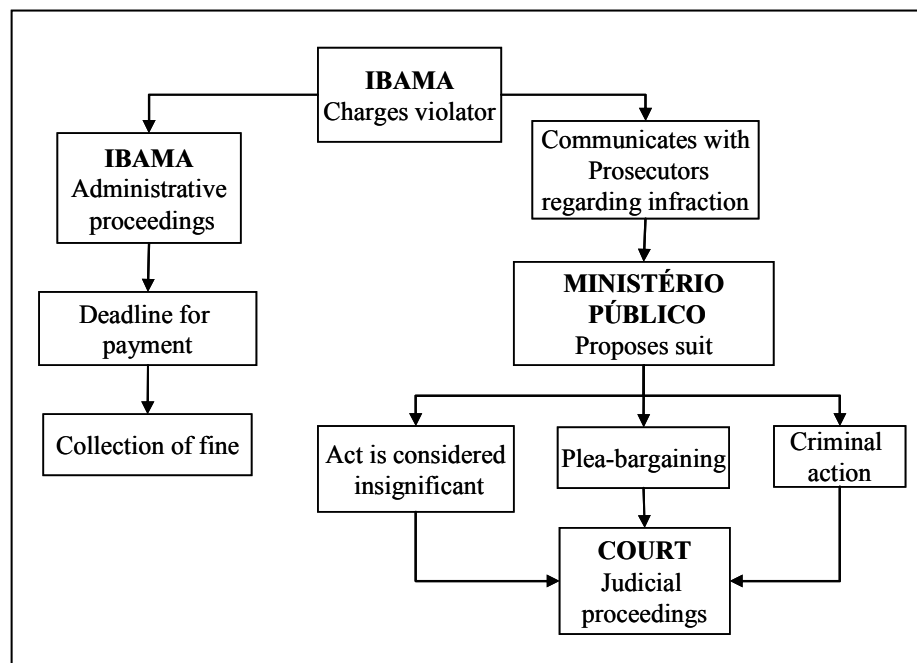 IBAMA
Charges violator
IBAMA
Administrative
proceedings
Deadline for
payment
Collection of fine
Communicates with
Prosecutors
regarding infraction
MINISTÉRIO
PÚBLICO
Proposes suit
Act is considered
insignificant
Plea-bargaining
Criminal
action
COURT
Judicial
proceedings